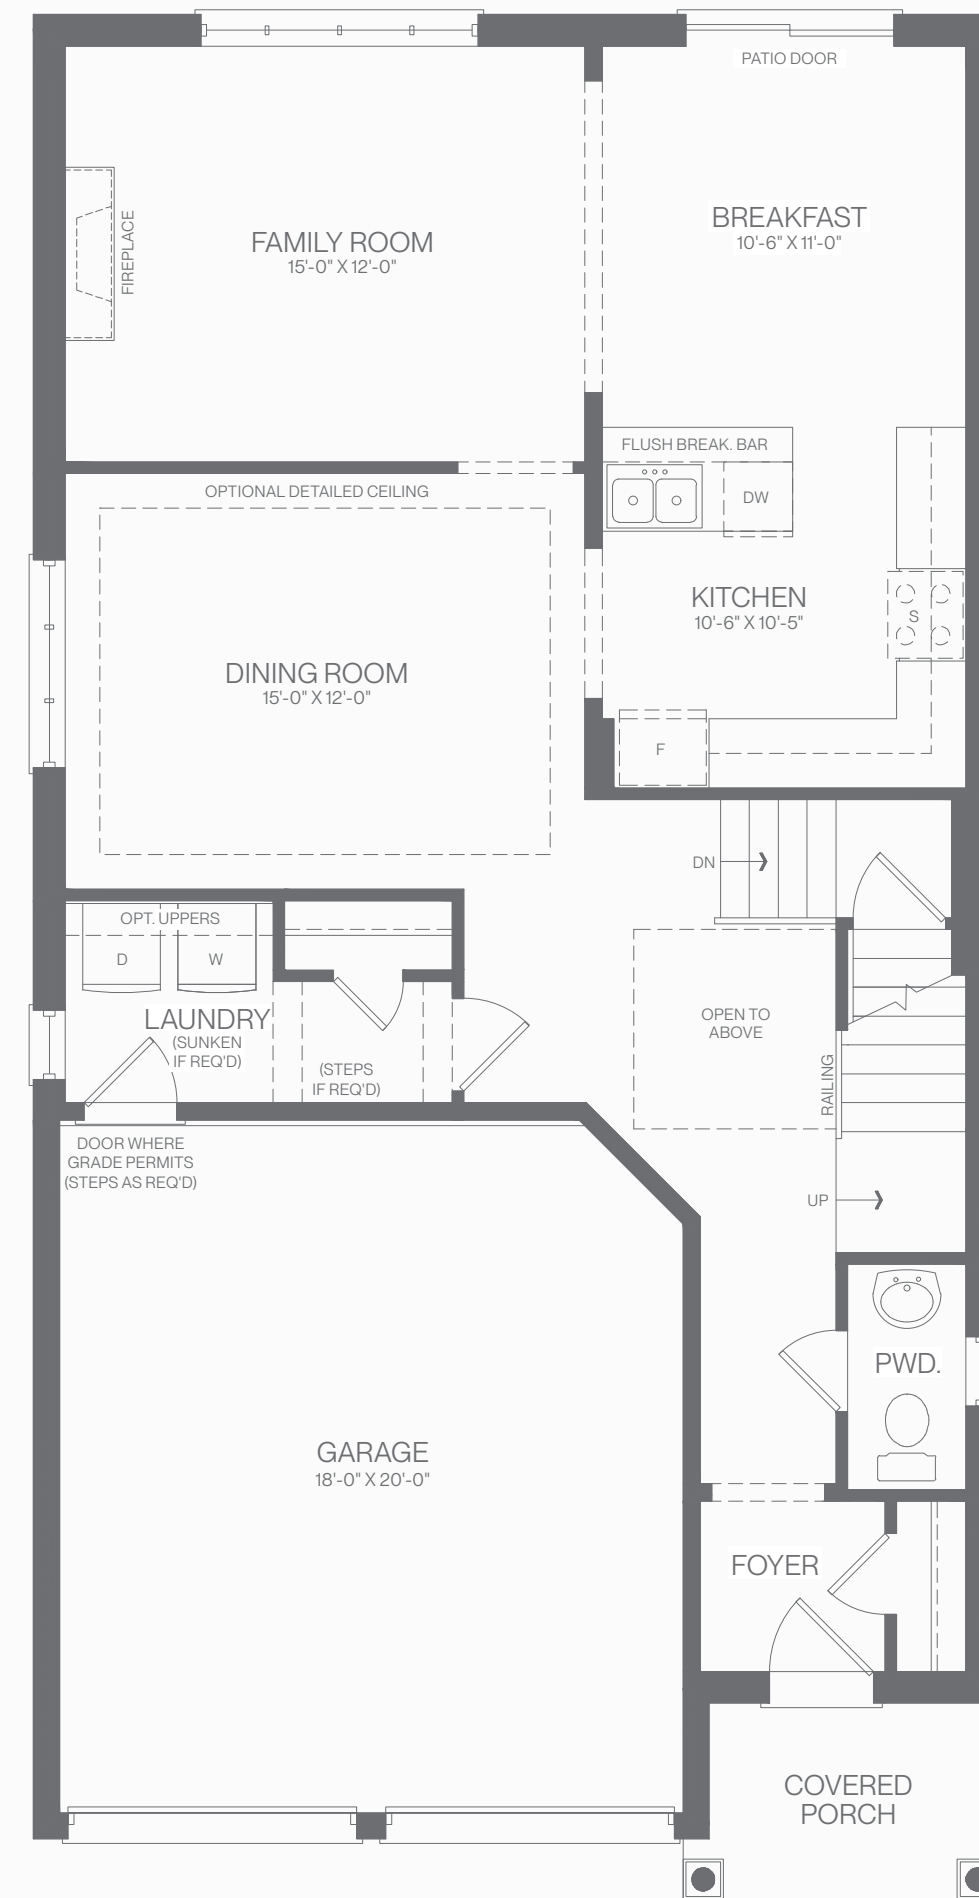 PATIO DOOR
BREAKFAST
10'-6" X 11'-0"
FAMILY ROOM
15'-0" X 12'-0"
FIREPLACE
FLUSH BREAK. BAR
DW
OPTIONAL DETAILED CEILING
KITCHEN
10'-6" X 10'-5"
S
DINING ROOM
15'-0" X 12'-0"
F
DN
OPT. UPPERS
D
W
LAUNDRY
(SUNKEN
IF REQ'D)
(STEPS
IF REQ'D)
OPEN TO
ABOVE
RAILING
DOOR WHERE
GRADE PERMITS
(STEPS AS REQ'D)
UP
PWD.
GARAGE
18'-0" X 20'-0"
FOYER
COVERED
PORCH